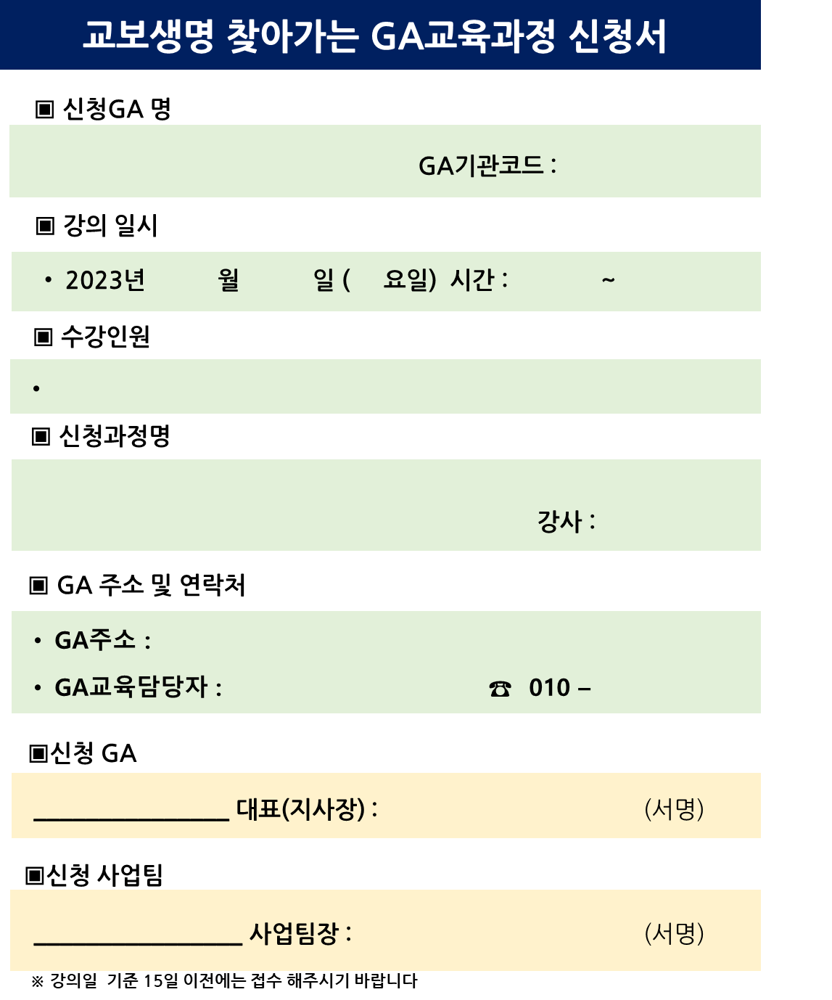 교보생명 찾아가는 GA교육과정 신청서
▣ 신청GA 명
GA기관코드 :
▣ 강의 일시
• 2023년 월 일 ( 요일) 시간 : ~
▣ 수강인원
•
▣ 신청과정명
강사 :
▣ GA 주소 및 연락처
• GA주소 :
• GA교육담당자 : ☎ 010 –
▣신청 GA
_______________ 대표(지사장) : (서명)
▣신청 사업팀
________________ 사업팀장 : (서명)
※ 강의일 기준 15일 이전에는 접수 해주시기 바랍니다